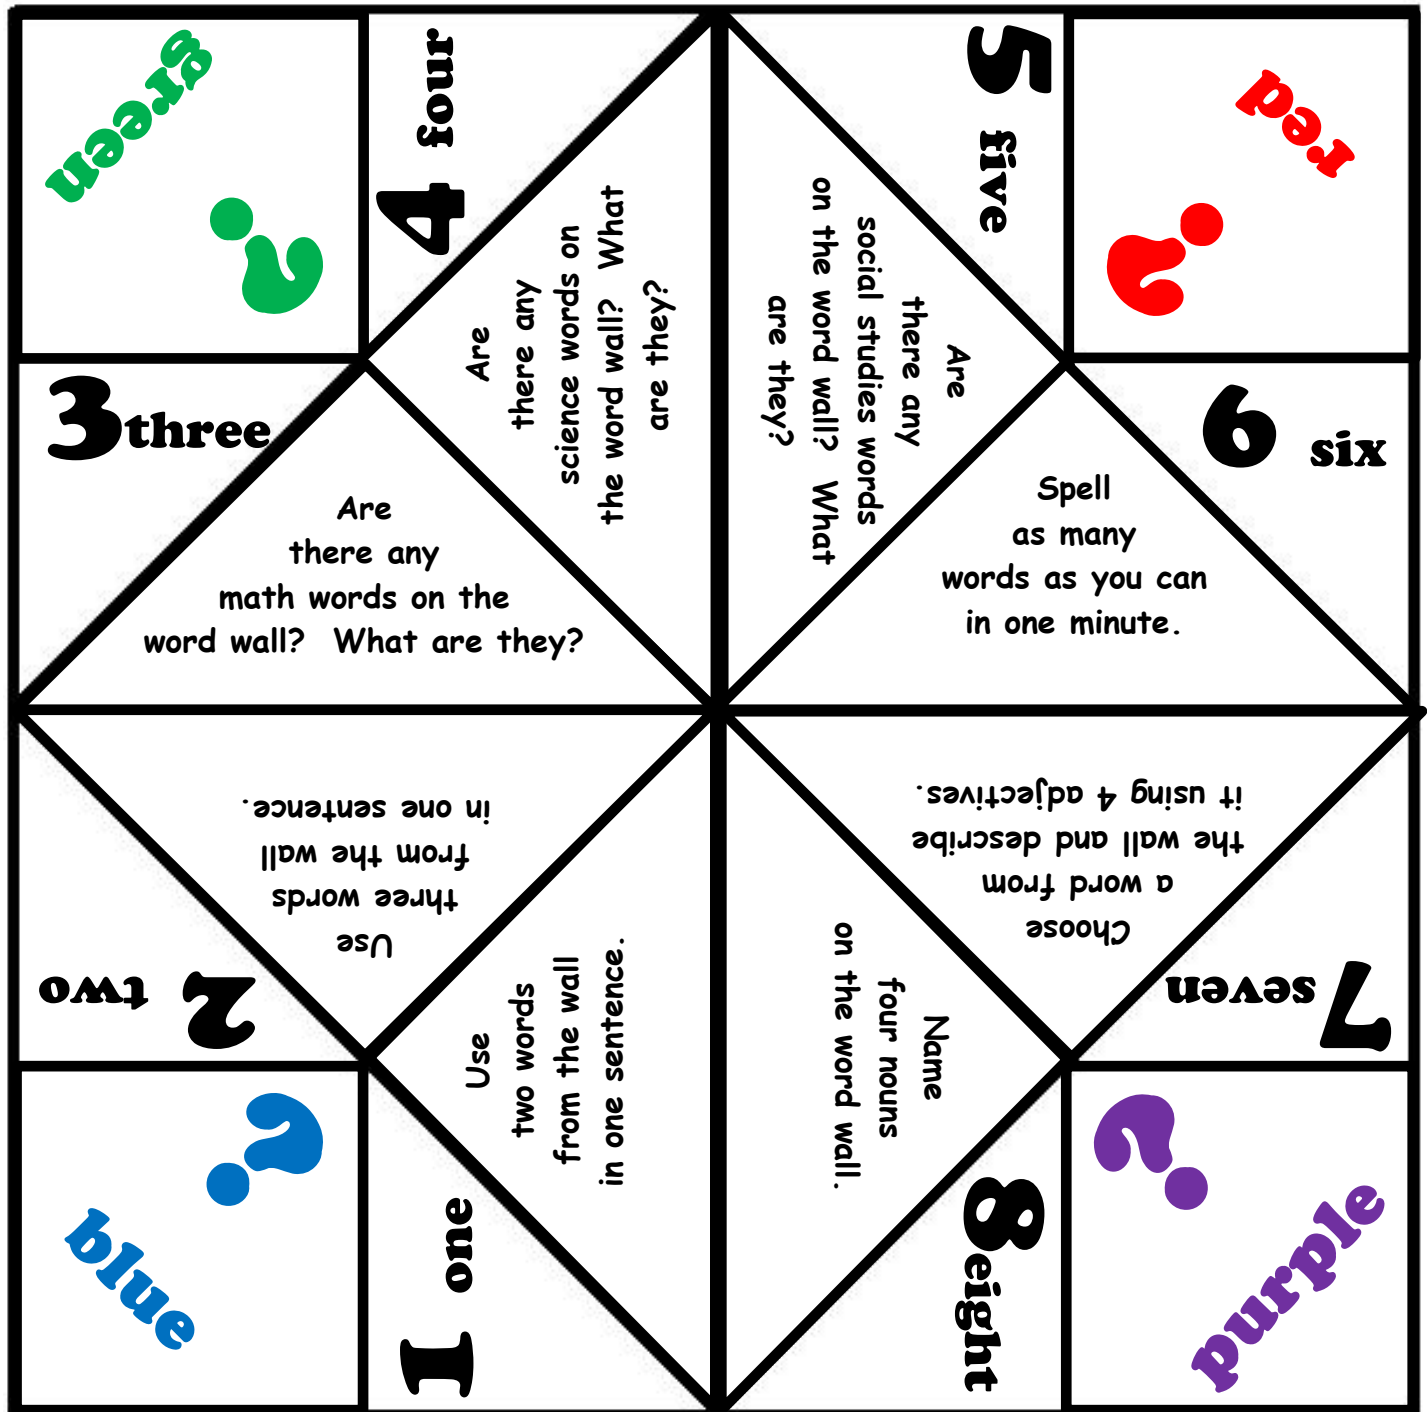 green
?
4 four
5 five
red
?
Are
there any
science words on
the word wall?  What
are they?
Are
there any
social studies words
on the word wall?  What
are they?
3 three
Are
there any
math words on the
word wall?  What are they?
6 six
Spell
as many
words as you can
in one minute.
2 two
Use
three words
from the wall
in one sentence.
7 seven
Choose
a word from
the wall and describe
it using 4 adjectives.
1 one
Use
two words
from the wall
in one sentence.
8 eight
Name
four nouns
on the word wall.
?
blue
?
purple